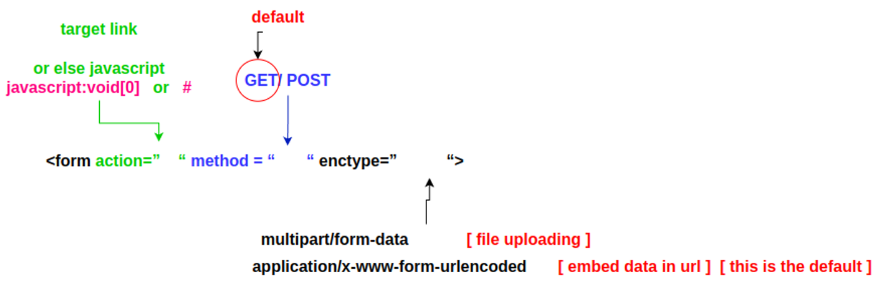 default
target link
or else javascript
javascript:void[0] or #
GET/ POST
<form action=” “ method = “ “ enctype=” “>
multipart/form-data [ file uploading ]
application/x-www-form-urlencoded [ embed data in url ] [ this is the default ]